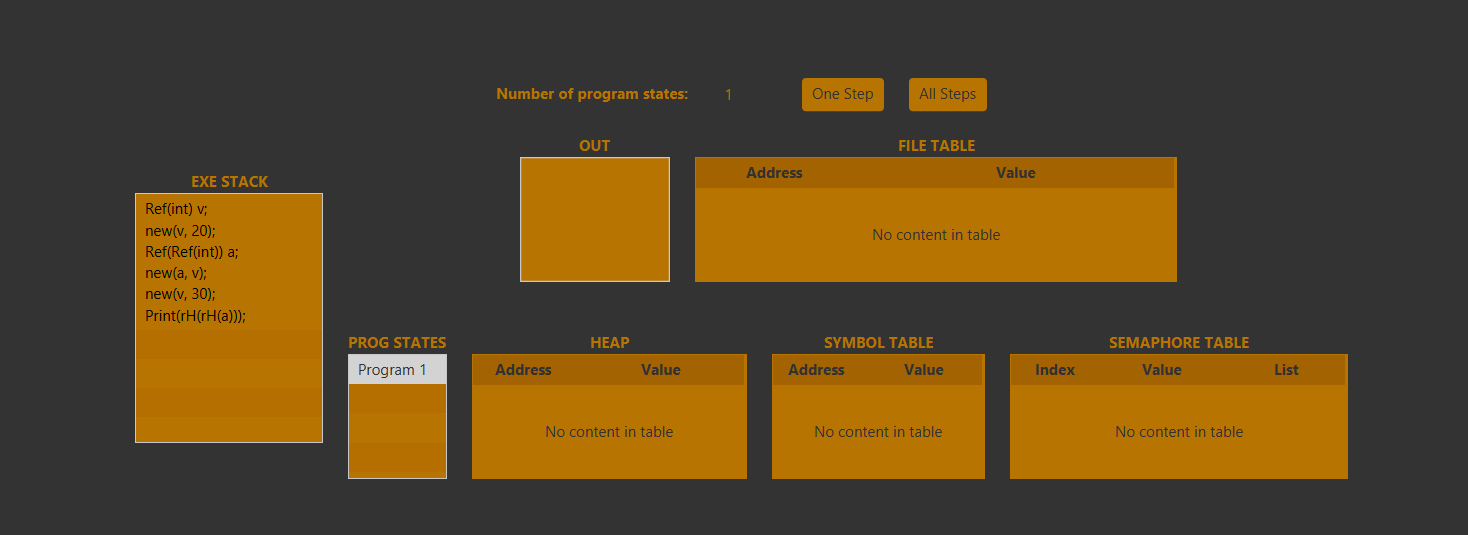 Number of program states: 1 One Step All Steps
OUT FILE TABLE
Address Value
No content in table
EXE STACK
Ref(int) v;
new(v, 20);
Ref(Ref(int)) a;
new(a, v);
new(v, 30);
Print(rH(rH(a)));
PROG STATES HEAP SYMBOL TABLE SEMAPHORE TABLE
Program 1 Address Value Address Value Index Value List
No content in table No content in table No content in table